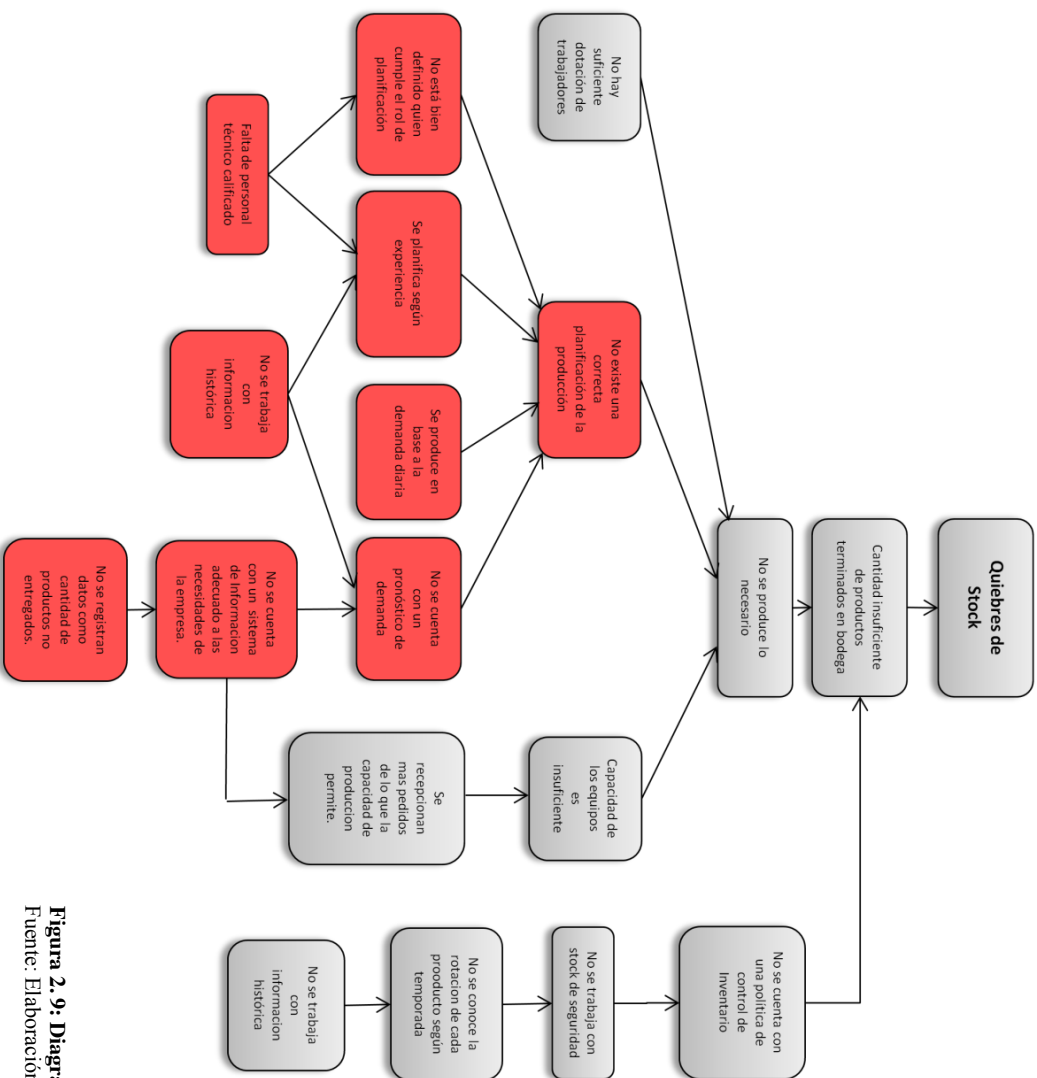 Quiebres de
Stock
Cantidad insuficiente
de productos
terminados en bodega
No se produce lo
necesario
No hay
suficiente
dotación de
trabajadores
No existe una
correcta
planificación de la
producción
Capacidad de
los equipos
es
insuficiente
No se cuenta con
una política de
control de
Inventario
No está bien
definido quien
cumple el rol de
planificación
Se planifica según
experiencia
Se produce en
base a la
demanda diaria
No se cuenta
con un
pronóstico de
demanda
Se
recepcionan
mas pedidos
de lo que la
capacidad de
produccion
permite.
No se trabaja con
stock de seguridad
Falta de personal
técnico calificado
No se trabaja
con
informacion
histórica
No se cuenta
con un sistema
de Informacion
adecuado a las
necesidades de
la empresa.
No se conoce la
rotacion de cada
prooducto según
temporada
No se registran
datos como
cantidad de
productos no
entregados.
No se trabaja
con
informacion
histórica
Figura 2. 9: Diagra
Fuente: Elaboración